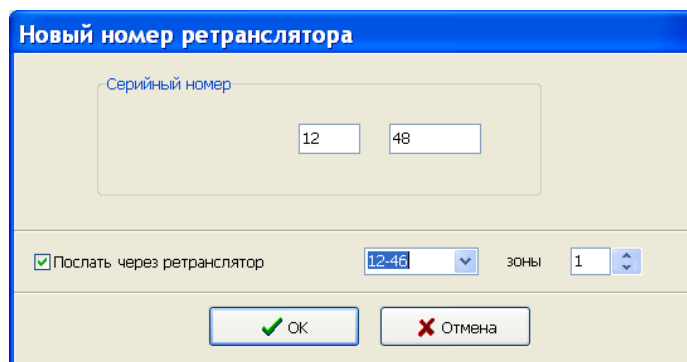 Новый номер ретранслятора
Серийный номер
12 48
Послать через ретранслятор 12-46 зоны 1
OK Отмена